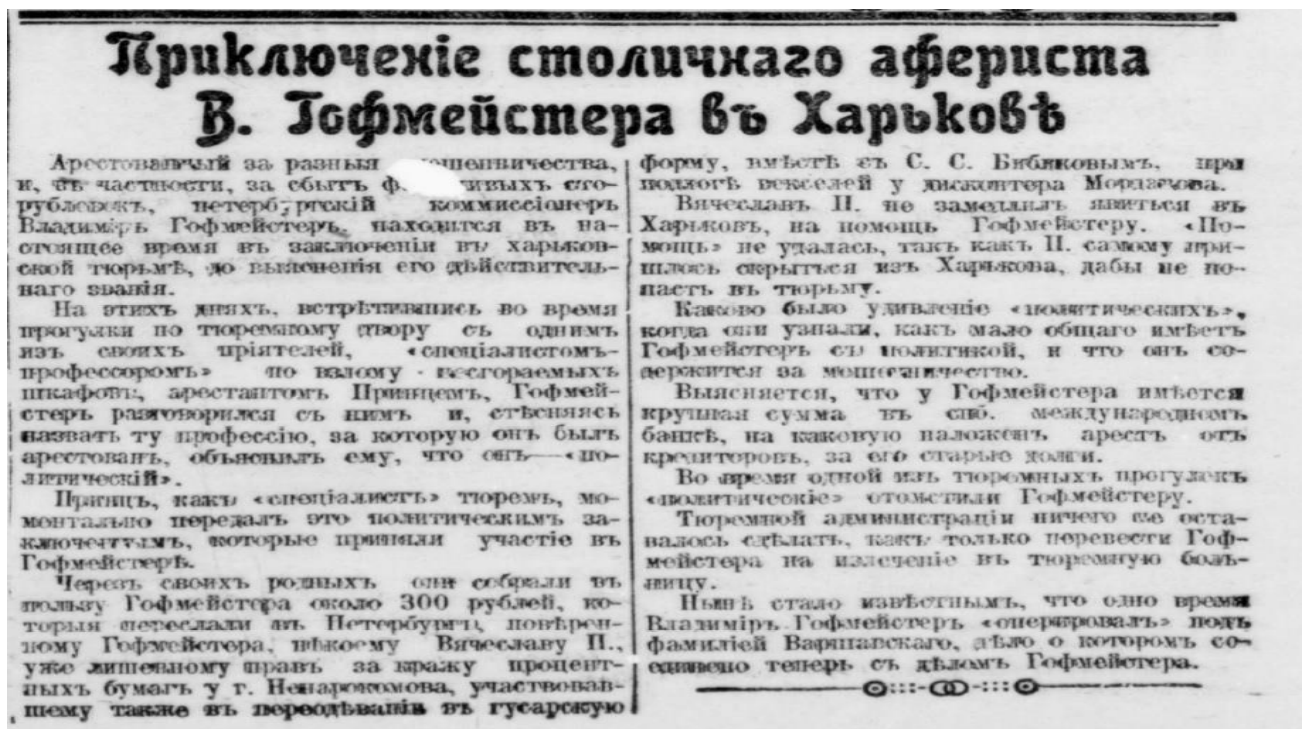 Приключеніе столичнаго афериста
В. Гофмейстера въ Харьковѣ
Арестованный за разныя
и, въ частности, за сбытъ сто-
рублевокъ, петербургскій коммиссіонеръ
Владиміръ Гофмейстеръ, находится въ на-
стоящее время въ заключеніи въ харьков-
ской тюрьмѣ, до выясненія его дѣйствитель-
наго званія.
На этихъ дняхъ, встрѣтившись во время
прогулки по тюремному двору съ однимъ
изъ своихъ пріятелей, «спеціалистомъ-
профессоромъ» по взлому несгораемыхъ
шкафовъ, арестантомъ Принцемъ, Гофмей-
стеръ разговорился съ нимъ и, стѣсняясь
назвать ту профессію, за которую онъ былъ
арестованъ, объяснилъ ему, что онъ—«по-
литическій».
Принцъ, какъ «спеціалистъ» тюремъ, мо-
ментально передалъ это политическимъ за-
ключеннымъ, которые приняли участіе въ
Гофмейстерѣ.
Черезъ своихъ родныхъ они собрали въ
пользу Гофмейстера около 300 рублей, ко-
торыя переслали въ Петербургъ, повѣрен-
ному Гофмейстера, нѣкоему Вячеславу П.,
уже лишенному правъ за кражу процент-
ныхъ бумагъ у г. Ненарокомова, участвовав-
шему также въ переодѣваніи въ гусарскую
форму, вмѣстѣ съ С. С. Бибиковымъ, при
подлогѣ векселей у дисконтера
Вячеславъ П. не замедлилъ явиться въ
Харьковъ, на помощь Гофмейстеру. «По-
мощь» не удалась, такъ какъ П. самому при-
шлось скрыться изъ Харькова, дабы не по-
пасть въ тюрьму.
Каково было удивленіе «политическихъ»,
когда они узнали, какъ мало общаго имѣетъ
Гофмейстеръ съ политикой, и что онъ со-
держится за мошенничество.
Выясняется, что у Гофмейстера имѣется
крупная сумма въ спб. международномъ
банкѣ, на каковую наложенъ арестъ отъ
кредиторовъ, за его старые долги.
Во время одной изъ тюремныхъ прогулокъ
«политическіе» отомстили Гофмейстеру.
Тюремной администраціи ничего не оста-
валось сдѣлать, какъ только перевести Гоф-
мейстера на излеченіе въ тюремную боль-
ницу.
Нынѣ стало извѣстнымъ, что одно время
Владиміръ Гофмейстеръ «оперировалъ» подъ
фамиліей Варшавскаго, дѣло о которомъ со-
единено теперь съ дѣломъ Гофмейстера.